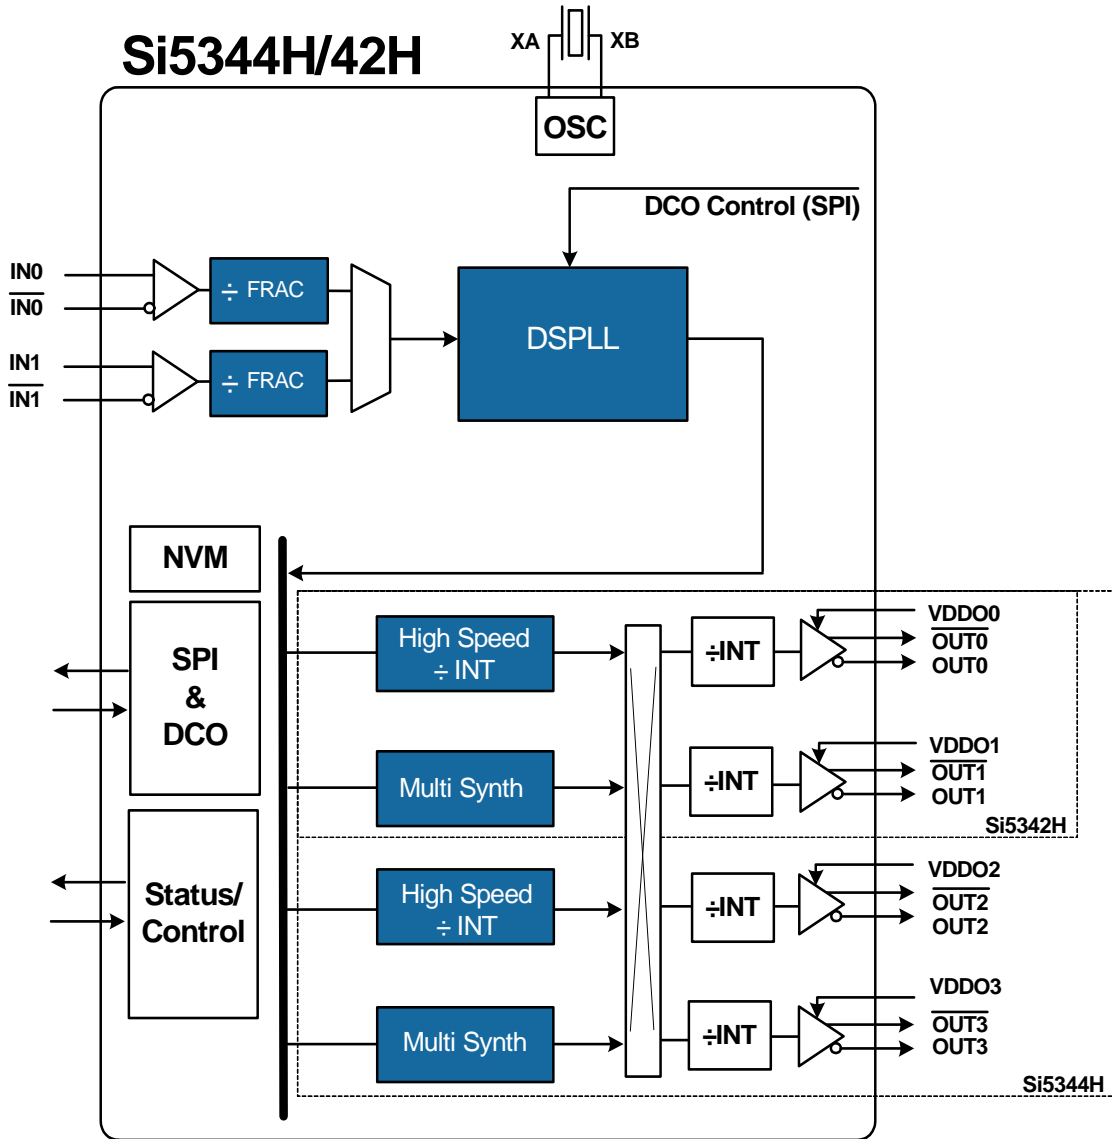 Si5344H/42H
XA
XB
OSC
DCO Control (SPI)
IN0
IN0
÷ FRAC
IN1
IN1
÷ FRAC
DSPLL
NVM
SPI
&
DCO
Status/
Control
High Speed
÷ INT
÷INT
VDDO0
OUT0
OUT0
Multi Synth
÷INT
VDDO1
OUT1
OUT1
Si5342H
High Speed
÷ INT
÷INT
VDDO2
OUT2
OUT2
Multi Synth
÷INT
VDDO3
OUT3
OUT3
Si5344H